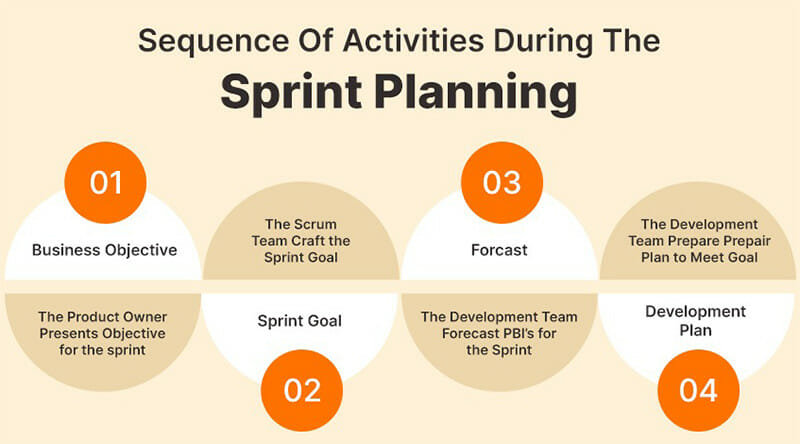 Sequence Of Activities During The
Sprint Planning
01
Business Objective
The Product Owner
Presents Objective
for the sprint
The Scrum
Team Craft the
Sprint Goal
Sprint Goal
02
03
Forcast
The Development Team
Forecast PBI's for
the Sprint
The Development
Team Prepare Prepair
Plan to Meet Goal
Development
Plan
04